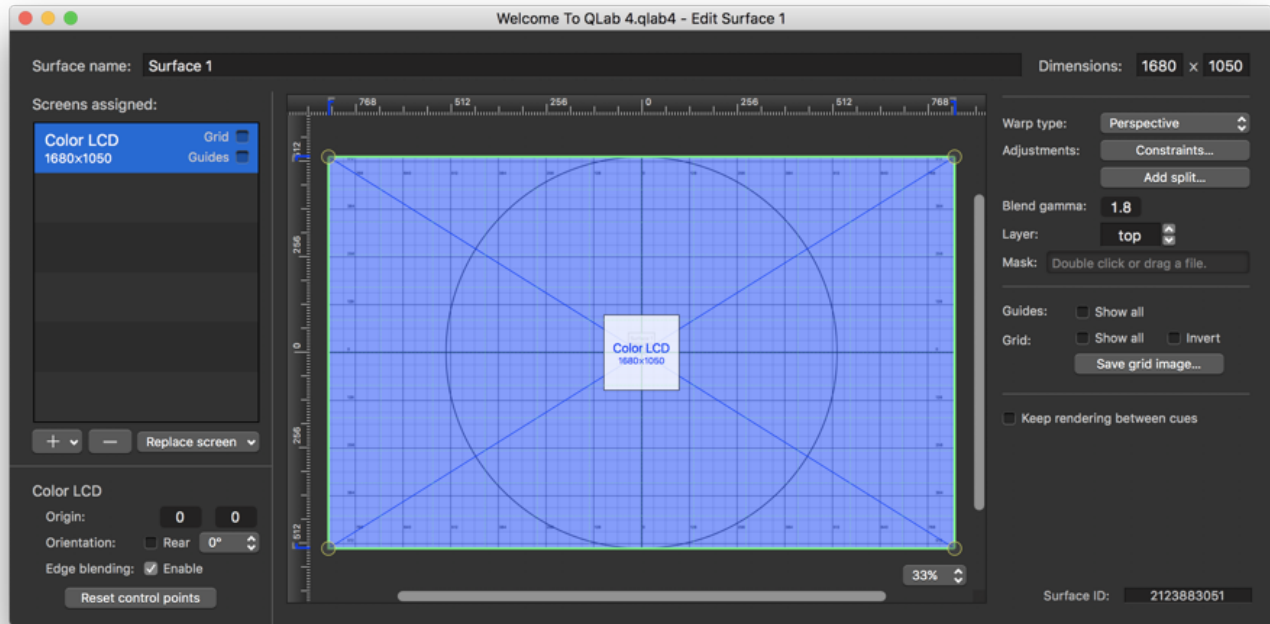 Welcome To QLab 4.qlab4 - Edit Surface 1
Surface name: Surface 1
Dimensions: 1680 x 1050
Screens assigned:
Color LCD
1680x1050
Grid
Guides
Replace screen
Color LCD
Origin: 0 0
Orientation: Rear 0°
Edge blending: Enable
Reset control points
768 512 256 0 256 512 768
512
256
0
256
512
Color LCD
1680x1050
33%
Warp type: Perspective
Adjustments: Constraints...
Add split...
Blend gamma: 1.8
Layer: top
Mask: Double click or drag a file.
Guides: Show all
Grid: Show all Invert
Save grid image...
Keep rendering between cues
Surface ID: 2123883051